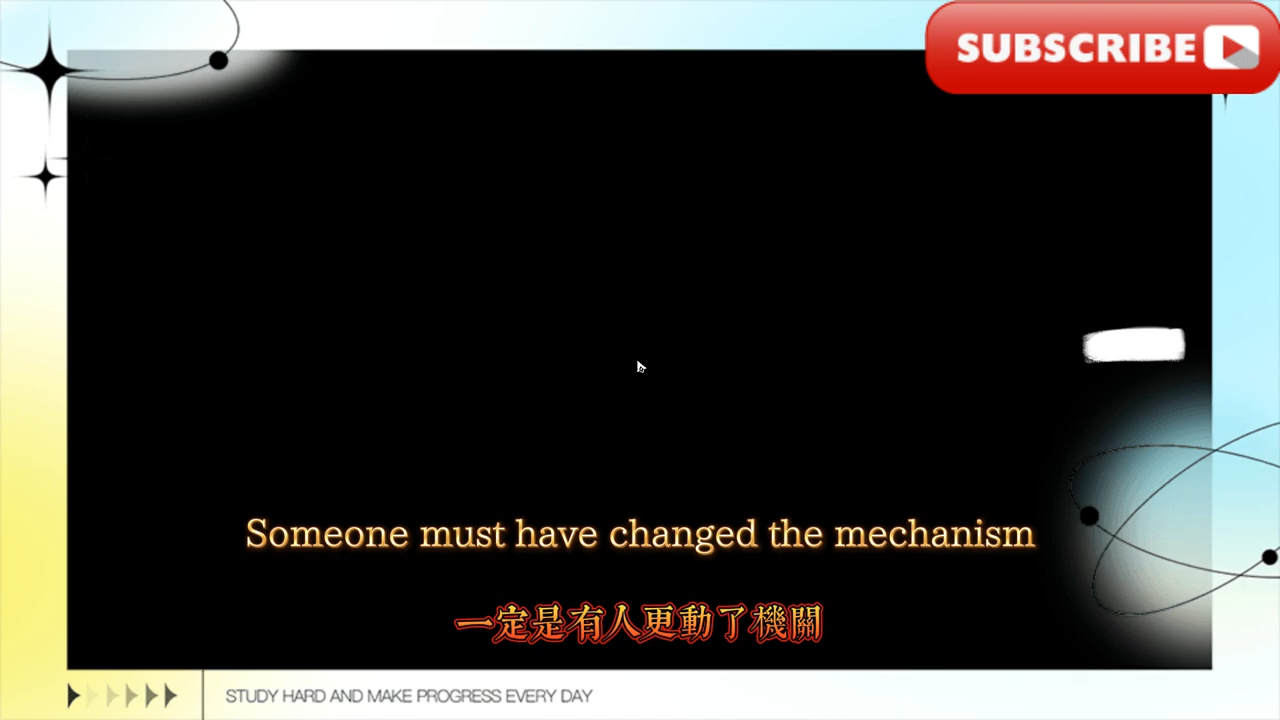 SUBSCRIBE
Someone must have changed the mechanism
一定是有人更動了機關
STUDY HARD AND MAKE PROGRESS EVERY DAY